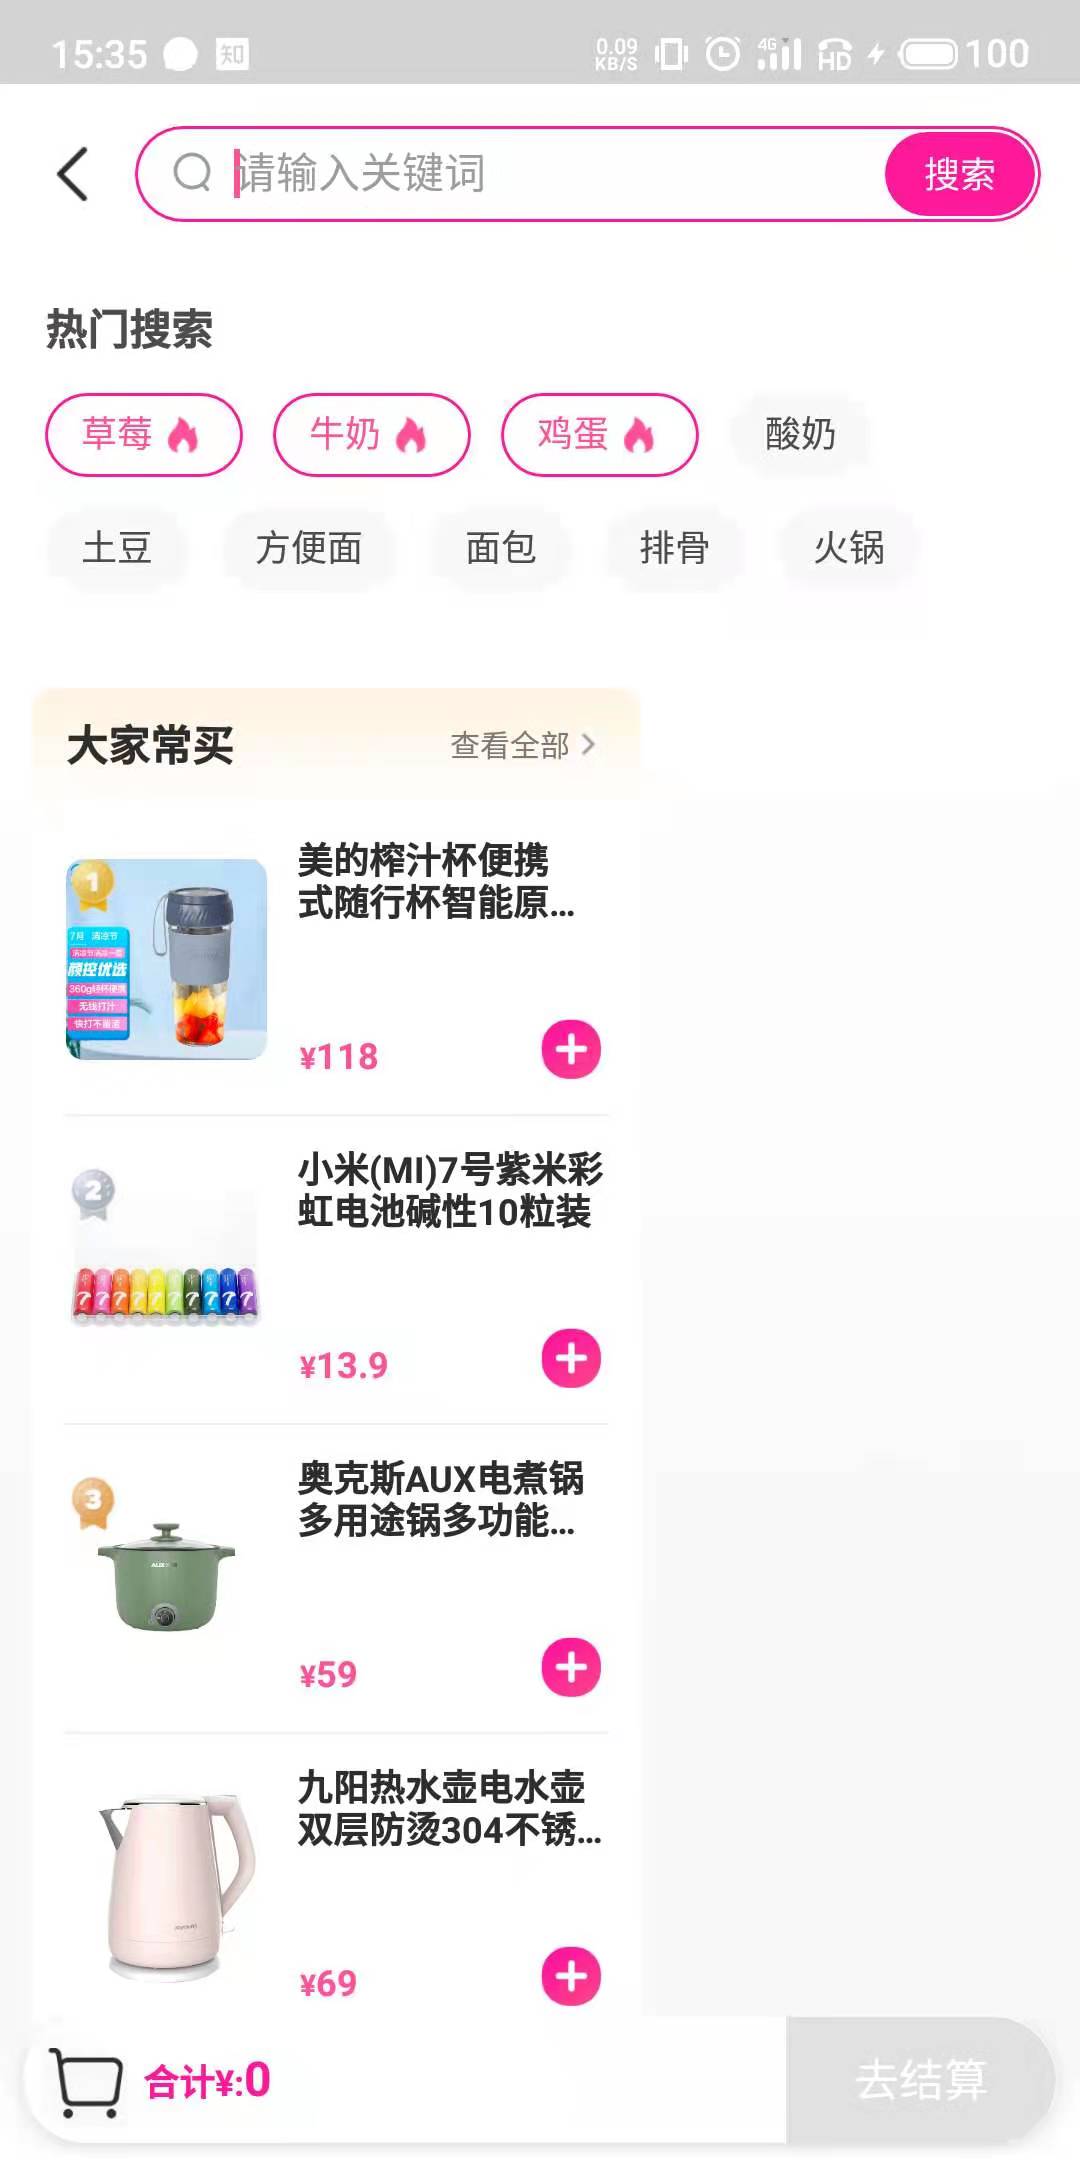 15:35 知 0.09 KB/S 4G HD 100
请输入关键词 搜索
热门搜索
草莓 牛奶 鸡蛋 酸奶
土豆 方便面 面包 排骨 火锅
大家常买 查看全部
1
7月 清凉节
颜控优选
360g轻杯便携
无线打汁
快打不留渣
美的榨汁杯便携
式随行杯智能原...
¥118
2
小米(MI)7号紫米彩
虹电池碱性10粒装
¥13.9
3
AUX
奥克斯AUX电煮锅
多用途锅多功能...
¥59
九阳热水壶电水壶
双层防烫304不锈...
¥69
合计¥:0 去结算